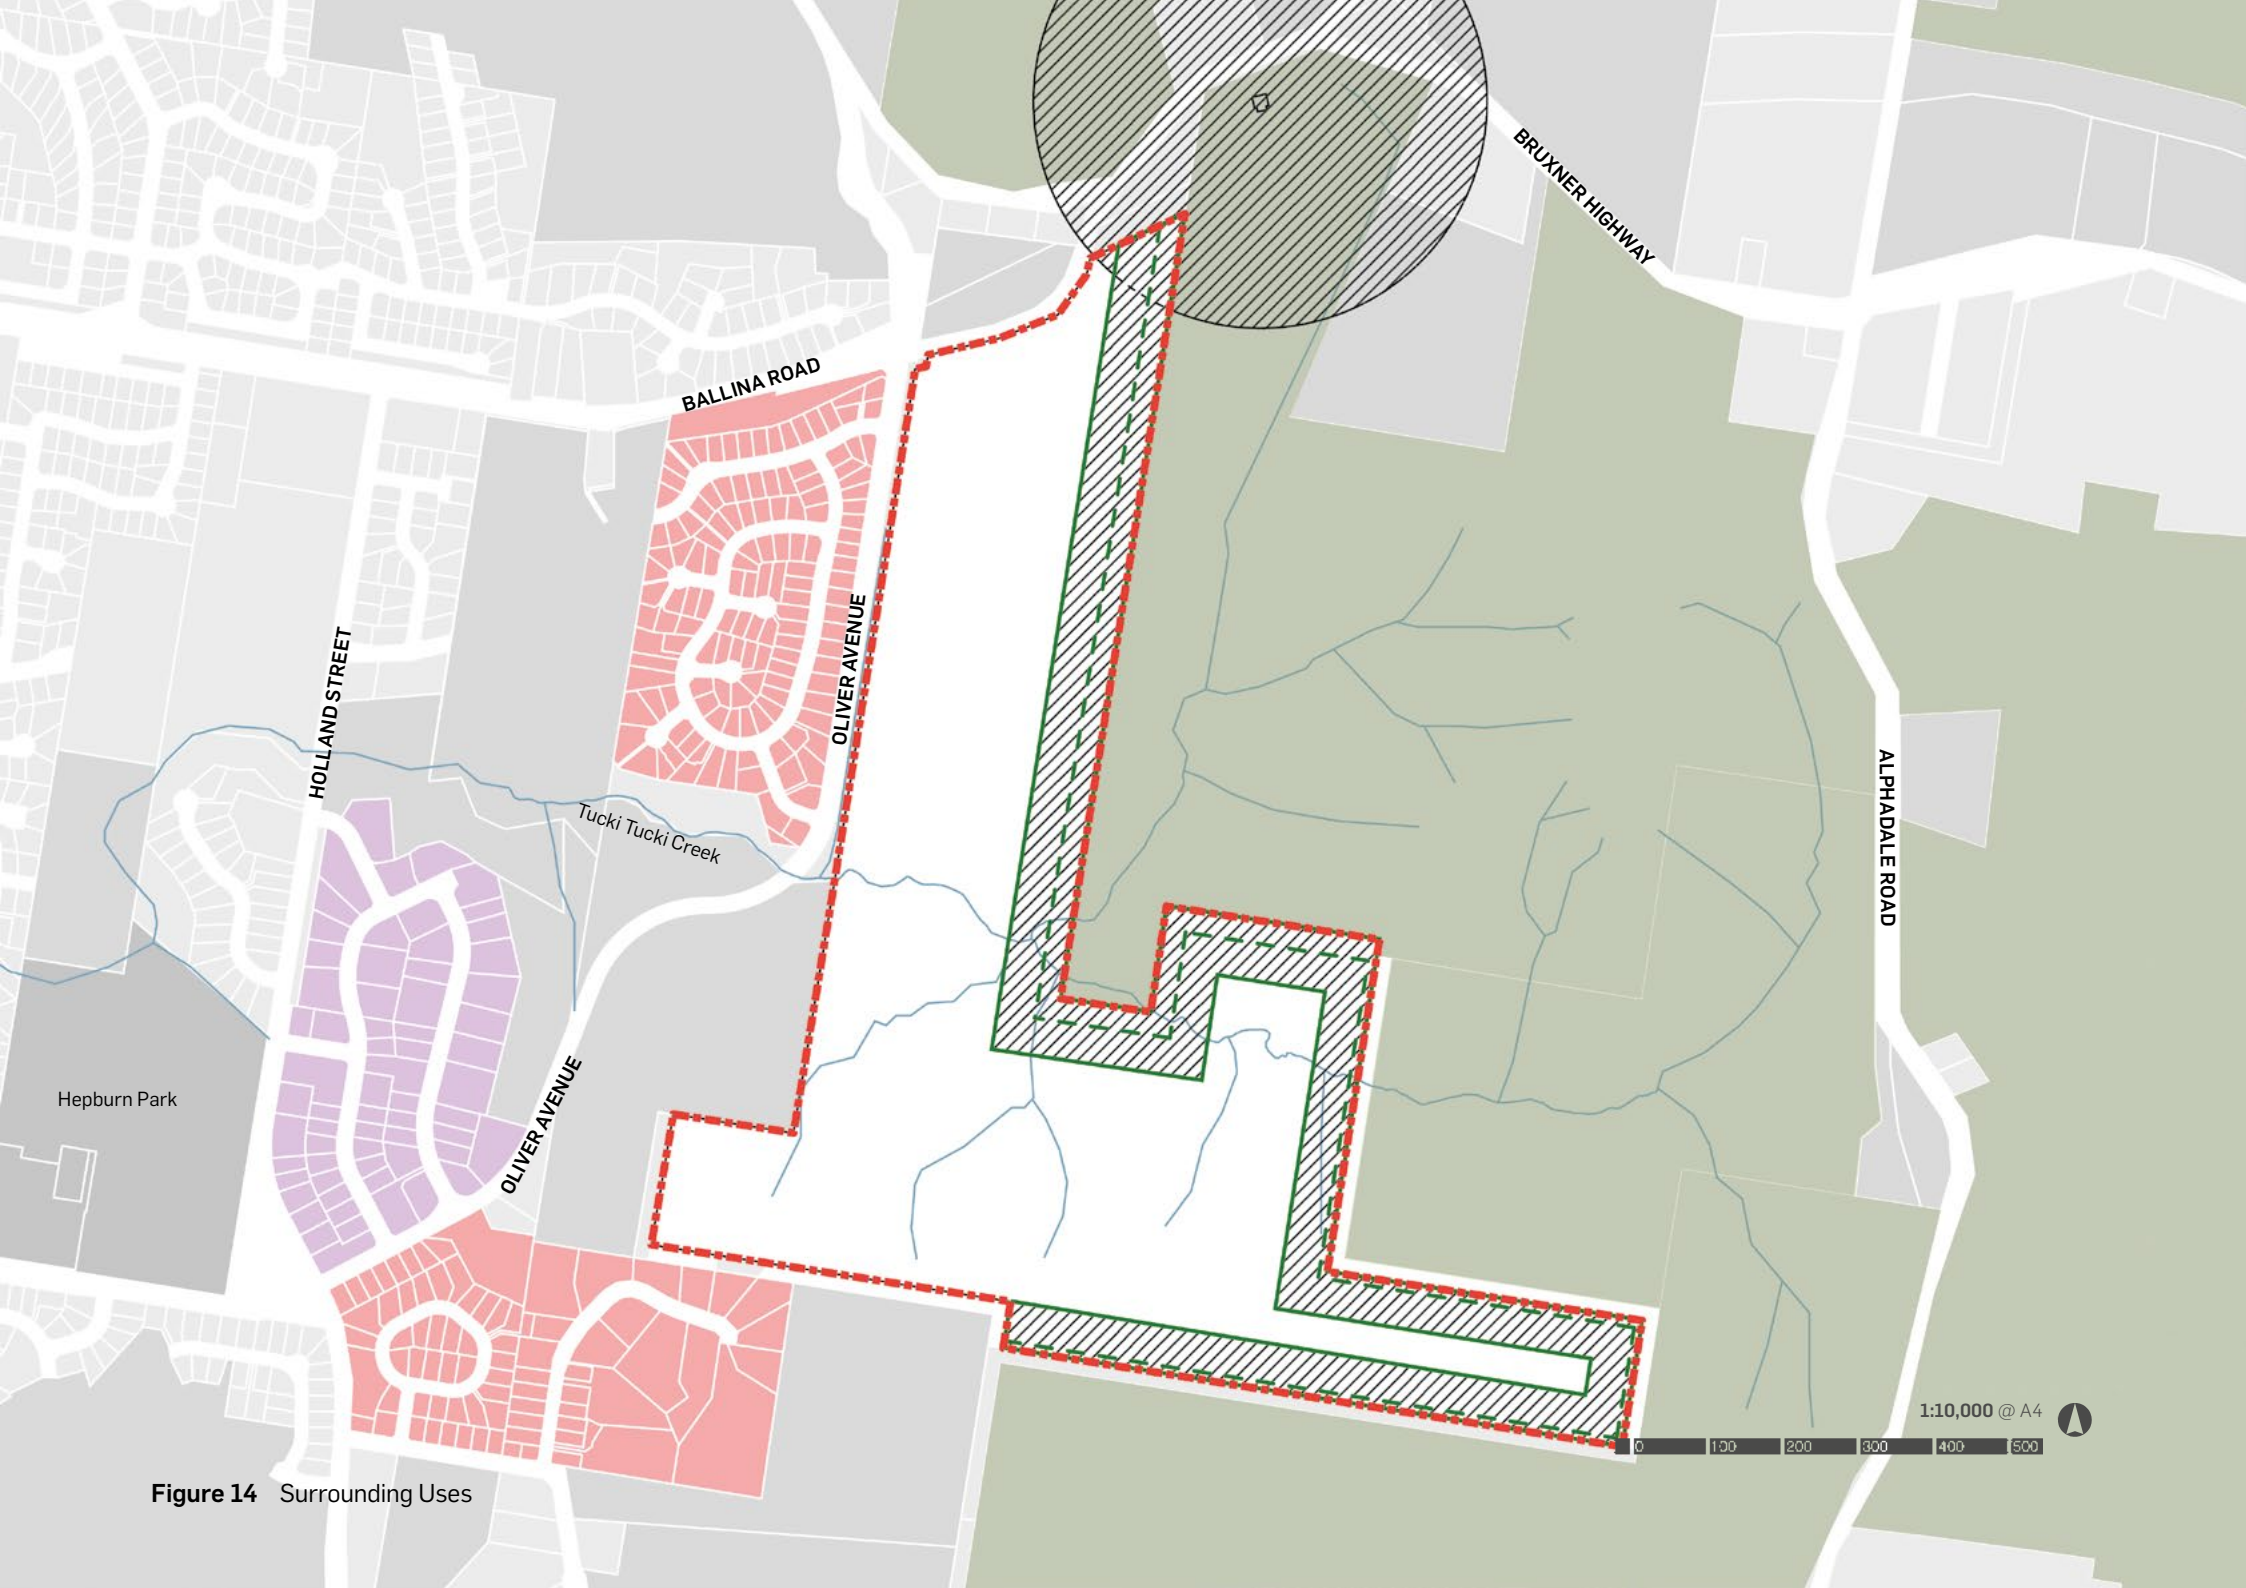 BRUXNER HIGHWAY
BALLINA ROAD
OLIVER AVENUE
HOLLAND STREET
Tucki Tucki Creek
ALPHADALE ROAD
Hepburn Park
OLIVER AVENUE
1:10,000 @ A4
0 100 200 300 400 500
Figure 14 Surrounding Uses